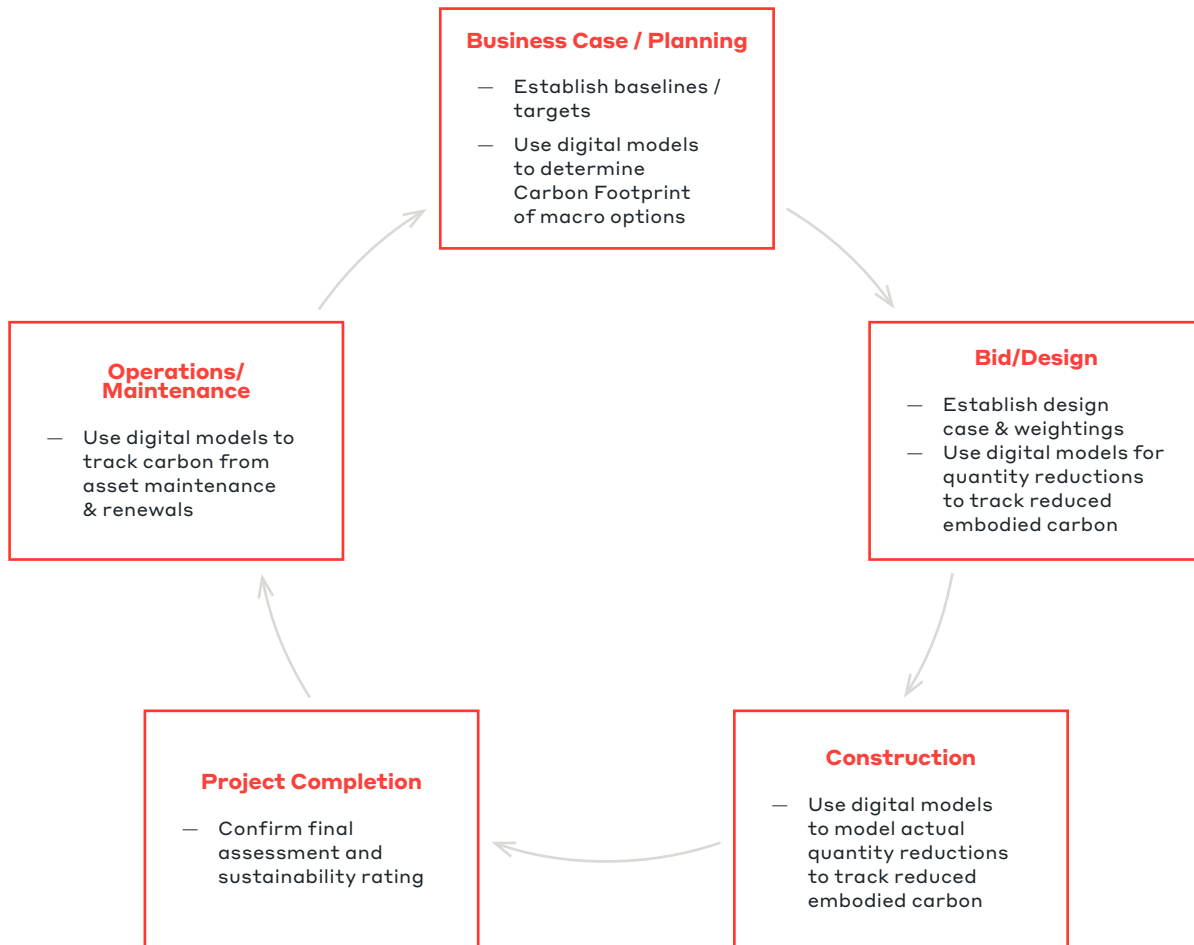 Business Case / Planning
— Establish baselines /
targets
— Use digital models
to determine
Carbon Footprint
of macro options
Bid/Design
— Establish design
case & weightings
— Use digital models for
quantity reductions
to track reduced
embodied carbon
Construction
— Use digital models
to model actual
quantity reductions
to track reduced
embodied carbon
Project Completion
— Confirm final
assessment and
sustainability rating
Operations/
Maintenance
— Use digital models to
track carbon from
asset maintenance
& renewals